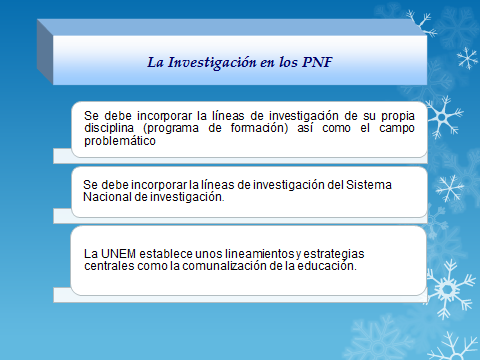 La Investigación en los PNF
Se debe incorporar la líneas de investigación de su propia
disciplina (programa de formación) así como el campo
problemático
Se debe incorporar la líneas de investigación del Sistema
Nacional de investigación.
La UNEM establece unos lineamientos y estrategias
centrales como la comunalización de la educación.